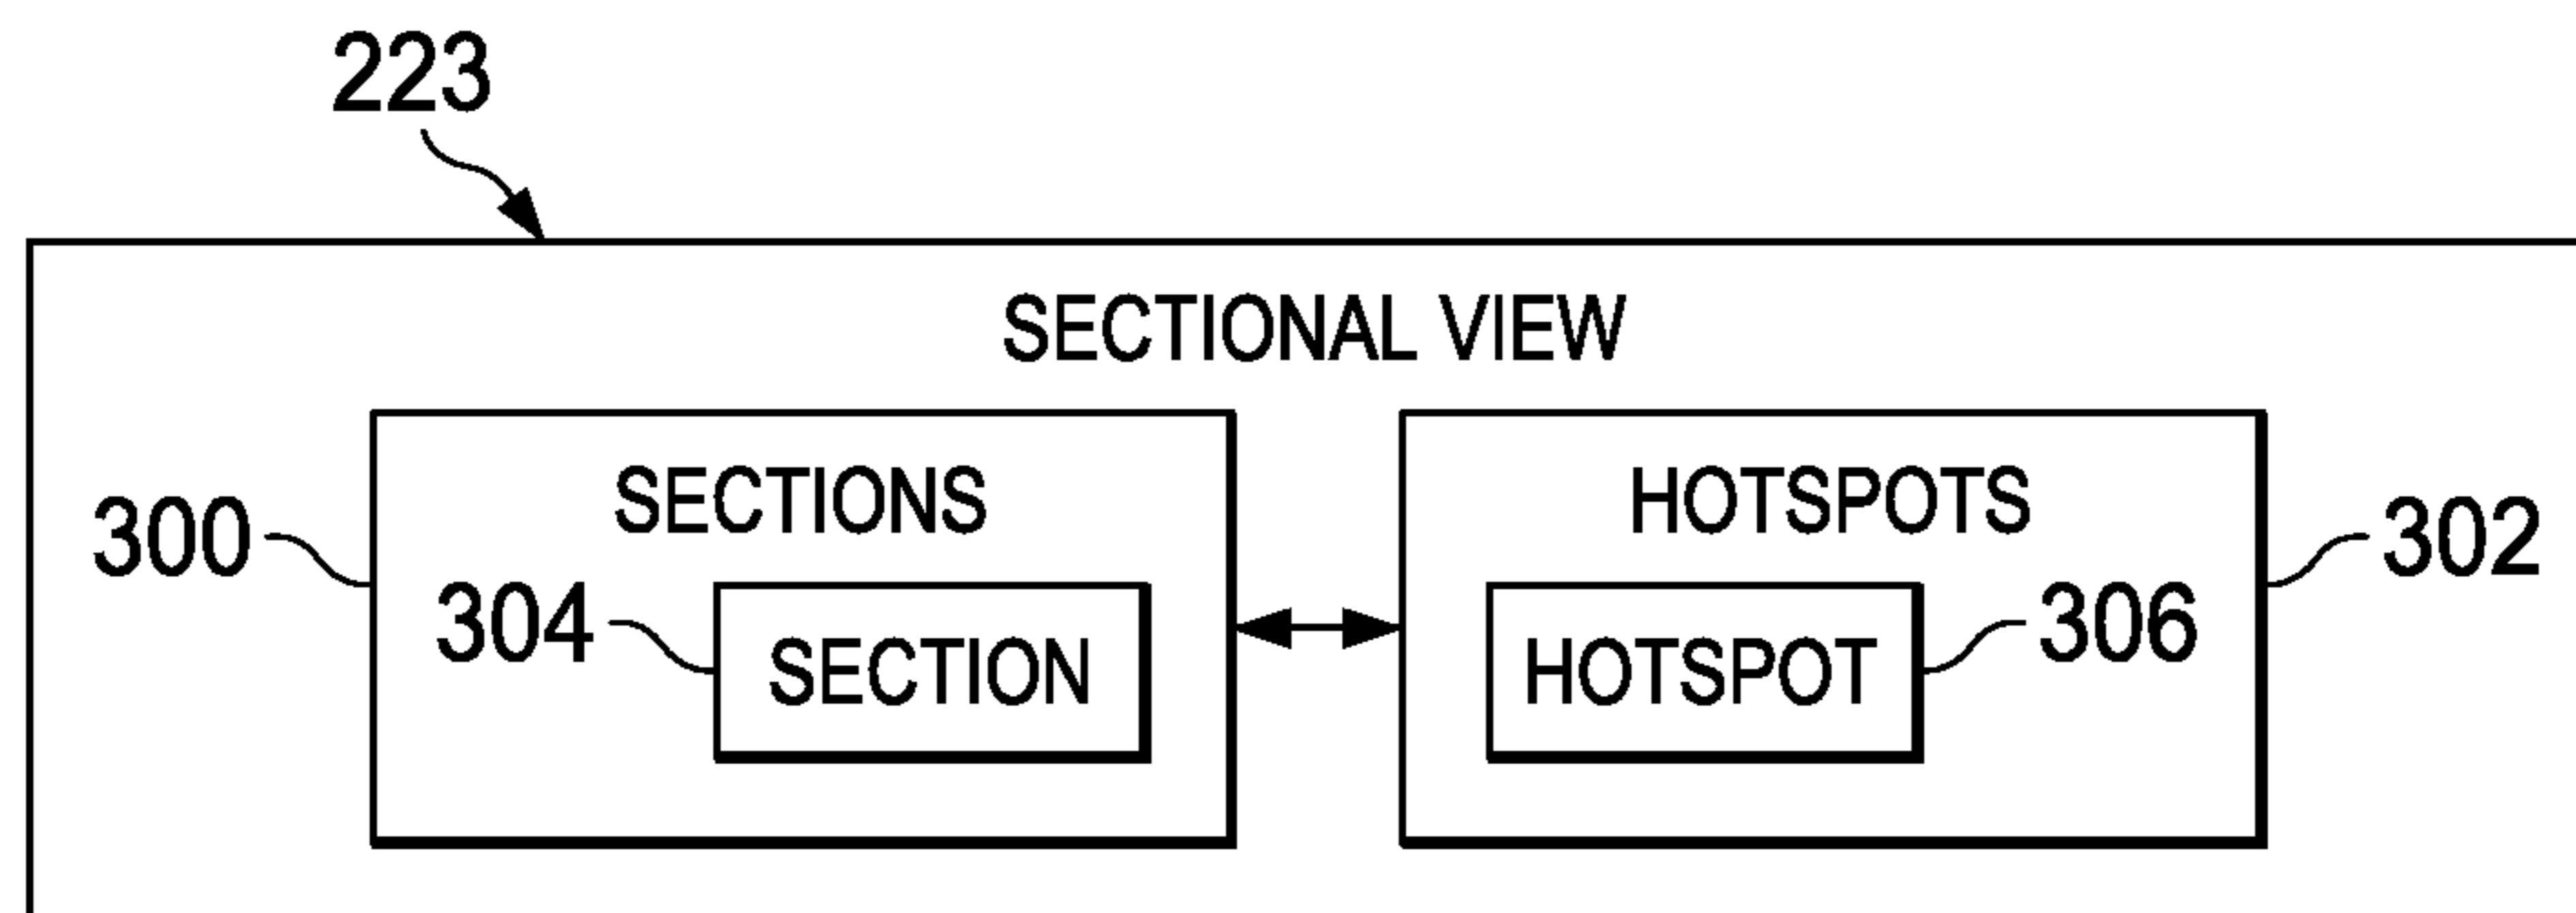 223
SECTIONAL VIEW
SECTIONS
HOTSPOTS
300
302
304
306
SECTION
HOTSPOT